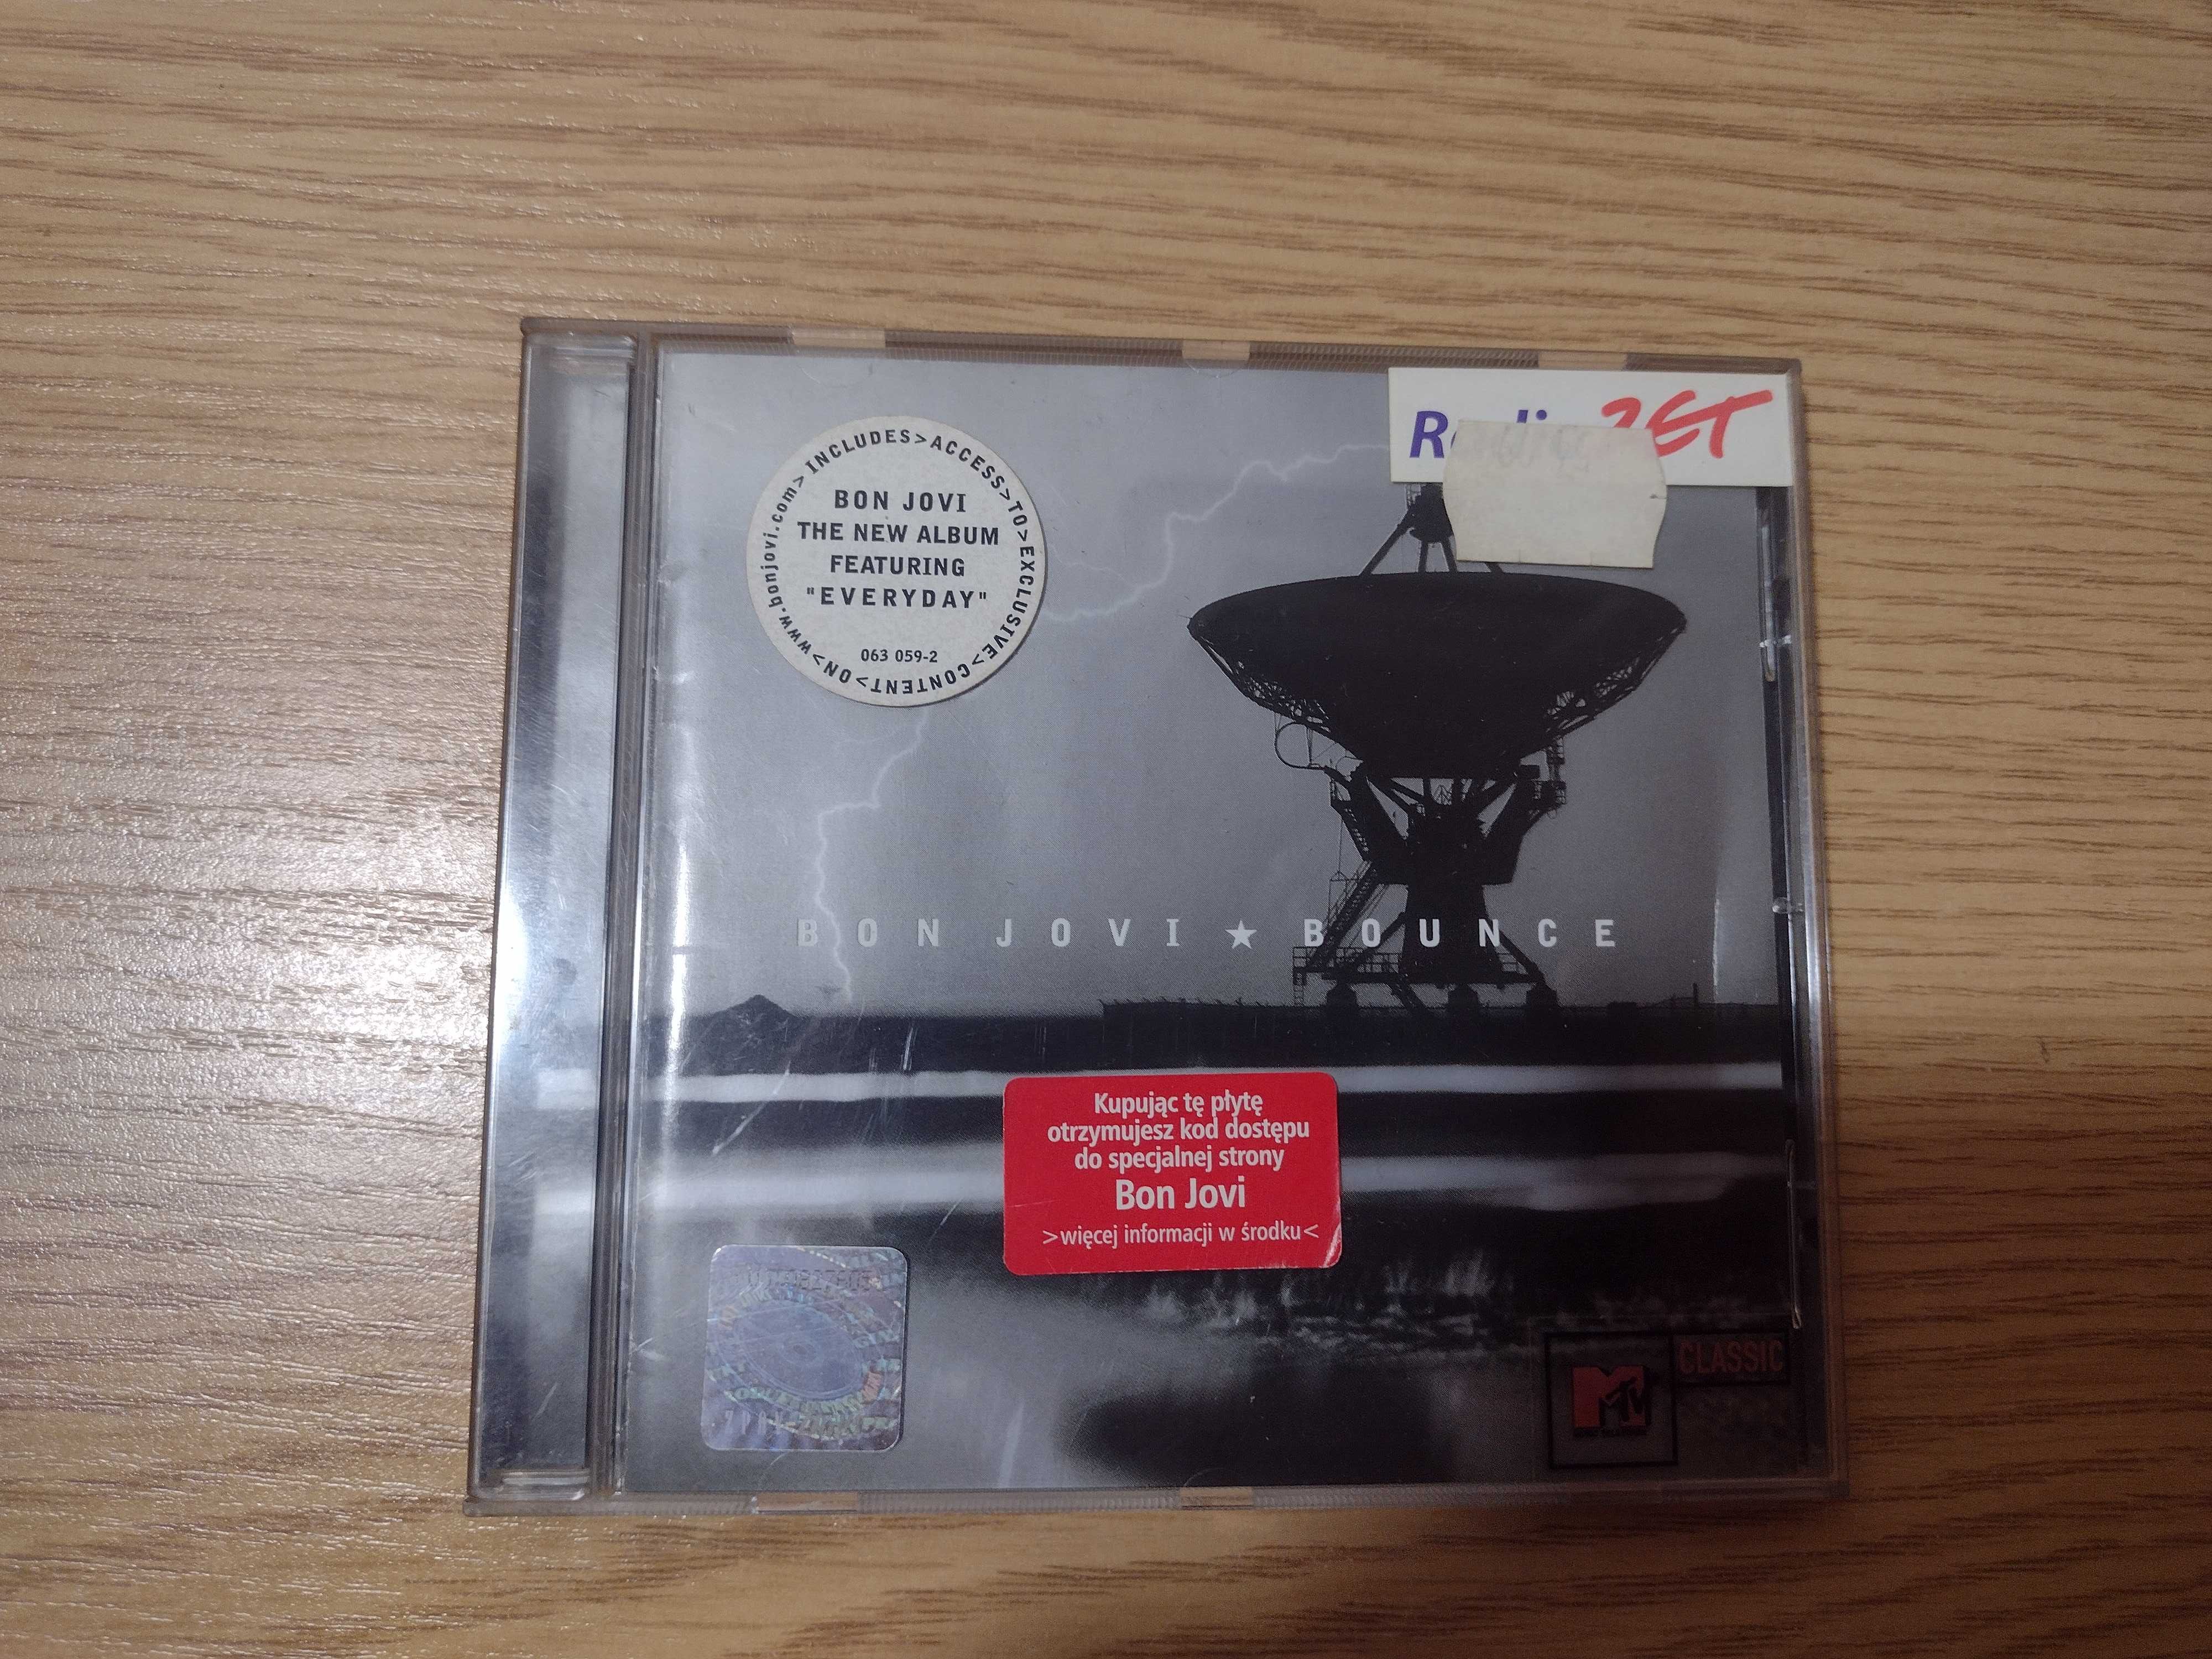 Radio ZET
INCLUDES>ACCESS>TO>EXCLUSIVE>CONTENT>ON>www.bonjovi.com>
BON JOVI
THE NEW ALBUM
FEATURING
"EVERYDAY"
063 059-2
BON JOVI★BOUNCE
Kupując tę płytę
otrzymujesz kod dostępu
do specjalnej strony
Bon Jovi
>więcej informacji w środku<
CLASSIC
MTV